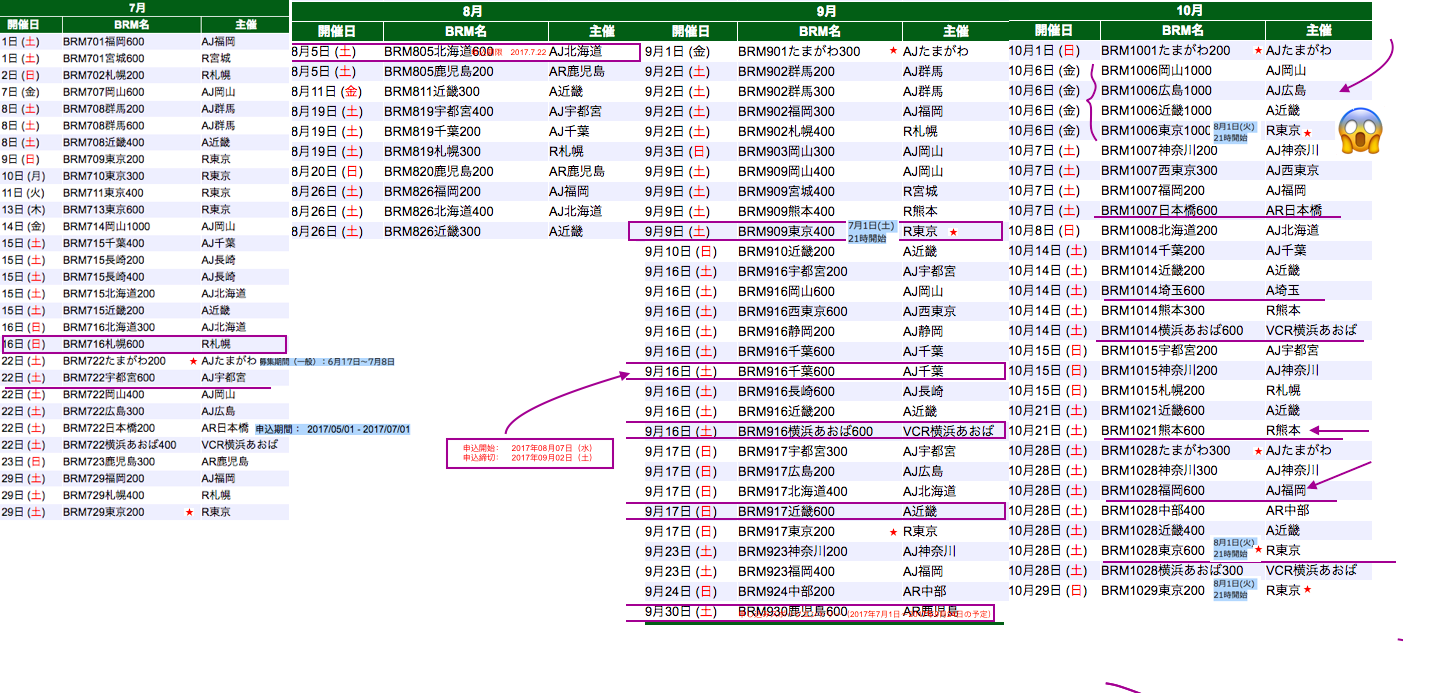 7月
開催日 BRM名 主催
1日 (土) BRM701福岡600 AJ福岡
1日 (土) BRM701宮城600 R宮城
2日 (日) BRM702札幌200 R札幌
7日 (金) BRM707岡山600 AJ岡山
8日 (土) BRM708群馬200 AJ群馬
8日 (土) BRM708群馬600 AJ群馬
8日 (土) BRM708近畿400 A近畿
9日 (日) BRM709東京200 R東京
10日 (月) BRM710東京300 R東京
11日 (火) BRM711東京400 R東京
13日 (木) BRM713東京600 R東京
14日 (金) BRM714岡山1000 AJ岡山
15日 (土) BRM715千葉400 AJ千葉
15日 (土) BRM715長崎200 AJ長崎
15日 (土) BRM715長崎400 AJ長崎
15日 (土) BRM715北海道200 AJ北海道
15日 (土) BRM715近畿200 A近畿
16日 (日) BRM716北海道300 AJ北海道
16日 (日) BRM716札幌600 R札幌
22日 (土) BRM722たまがわ200 ★ AJたまがわ 募集期間（一般）：6月17日〜7月8日
22日 (土) BRM722宇都宮600 AJ宇都宮
22日 (土) BRM722岡山400 AJ岡山
22日 (土) BRM722広島300 AJ広島
22日 (土) BRM722日本橋200 AR日本橋 申込期間： 2017/05/01 - 2017/07/01
22日 (土) BRM722横浜あおば400 VCR横浜あおば
23日 (日) BRM723鹿児島300 AR鹿児島
29日 (土) BRM729福岡200 AJ福岡
29日 (土) BRM729札幌400 R札幌
29日 (土) BRM729東京200 ★ R東京
8月
開催日 BRM名 主催
8月5日 (土) BRM805北海道600 限 2017.7.22 AJ北海道
8月5日 (土) BRM805鹿児島200 AR鹿児島
8月11日 (金) BRM811近畿300 A近畿
8月19日 (土) BRM819宇都宮400 AJ宇都宮
8月19日 (土) BRM819千葉200 AJ千葉
8月19日 (土) BRM819札幌300 R札幌
8月20日 (日) BRM820鹿児島200 AR鹿児島
8月26日 (土) BRM826福岡200 AJ福岡
8月26日 (土) BRM826北海道400 AJ北海道
8月26日 (土) BRM826近畿300 A近畿
申込開始： 2017年08月07日（水）
申込締切： 2017年09月02日（土）
9月
開催日 BRM名 主催
9月1日 (金) BRM901たまがわ300 ★ AJたまがわ
9月2日 (土) BRM902群馬200 AJ群馬
9月2日 (土) BRM902群馬300 AJ群馬
9月2日 (土) BRM902福岡300 AJ福岡
9月2日 (土) BRM902札幌400 R札幌
9月3日 (日) BRM903岡山300 AJ岡山
9月9日 (土) BRM909岡山400 AJ岡山
9月9日 (土) BRM909宮城400 R宮城
9月9日 (土) BRM909熊本400 R熊本
9月9日 (土) BRM909東京400 7月1日(土) 21時開始 R東京 ★
9月10日 (日) BRM910近畿200 A近畿
9月16日 (土) BRM916宇都宮200 AJ宇都宮
9月16日 (土) BRM916岡山600 AJ岡山
9月16日 (土) BRM916西東京600 AJ西東京
9月16日 (土) BRM916静岡200 AJ静岡
9月16日 (土) BRM916千葉600 AJ千葉
9月16日 (土) BRM916千葉600 AJ千葉
9月16日 (土) BRM916長崎600 AJ長崎
9月16日 (土) BRM916近畿200 A近畿
9月16日 (土) BRM916横浜あおば600 VCR横浜あおば
9月17日 (日) BRM917宇都宮300 AJ宇都宮
9月17日 (日) BRM917広島200 AJ広島
9月17日 (日) BRM917北海道400 AJ北海道
9月17日 (日) BRM917近畿600 A近畿
9月17日 (日) BRM917東京200 ★ R東京
9月23日 (土) BRM923神奈川200 AJ神奈川
9月23日 (土) BRM923福岡400 AJ福岡
9月24日 (日) BRM924中部200 AR中部
9月30日 (土) BRM930鹿児島600 AR鹿児島 (2017年7月1日 日の予定)
10月
開催日 BRM名 主催
10月1日 (日) BRM1001たまがわ200 ★ AJたまがわ
10月6日 (金) BRM1006岡山1000 AJ岡山
10月6日 (金) BRM1006広島1000 AJ広島
10月6日 (金) BRM1006近畿1000 A近畿
10月6日 (金) BRM1006東京1000 8月1日(火) 21時開始 R東京 ★
10月7日 (土) BRM1007神奈川200 AJ神奈川
10月7日 (土) BRM1007西東京300 AJ西東京
10月7日 (土) BRM1007福岡200 AJ福岡
10月7日 (土) BRM1007日本橋600 AR日本橋
10月8日 (日) BRM1008北海道200 AJ北海道
10月14日 (土) BRM1014千葉200 AJ千葉
10月14日 (土) BRM1014近畿200 A近畿
10月14日 (土) BRM1014埼玉600 A埼玉
10月14日 (土) BRM1014熊本300 R熊本
10月14日 (土) BRM1014横浜あおば600 VCR横浜あおば
10月15日 (日) BRM1015宇都宮200 AJ宇都宮
10月15日 (日) BRM1015神奈川200 AJ神奈川
10月15日 (日) BRM1015札幌200 R札幌
10月21日 (土) BRM1021近畿600 A近畿
10月21日 (土) BRM1021熊本600 R熊本
10月28日 (土) BRM1028たまがわ300 ★ AJたまがわ
10月28日 (土) BRM1028神奈川300 AJ神奈川
10月28日 (土) BRM1028福岡600 AJ福岡
10月28日 (土) BRM1028中部400 AR中部
10月28日 (土) BRM1028近畿400 A近畿
10月28日 (土) BRM1028東京600 8月1日(火) 21時開始 ★ R東京
10月28日 (土) BRM1028横浜あおば300 VCR横浜あおば
10月29日 (日) BRM1029東京200 8月1日(火) 21時開始 R東京 ★